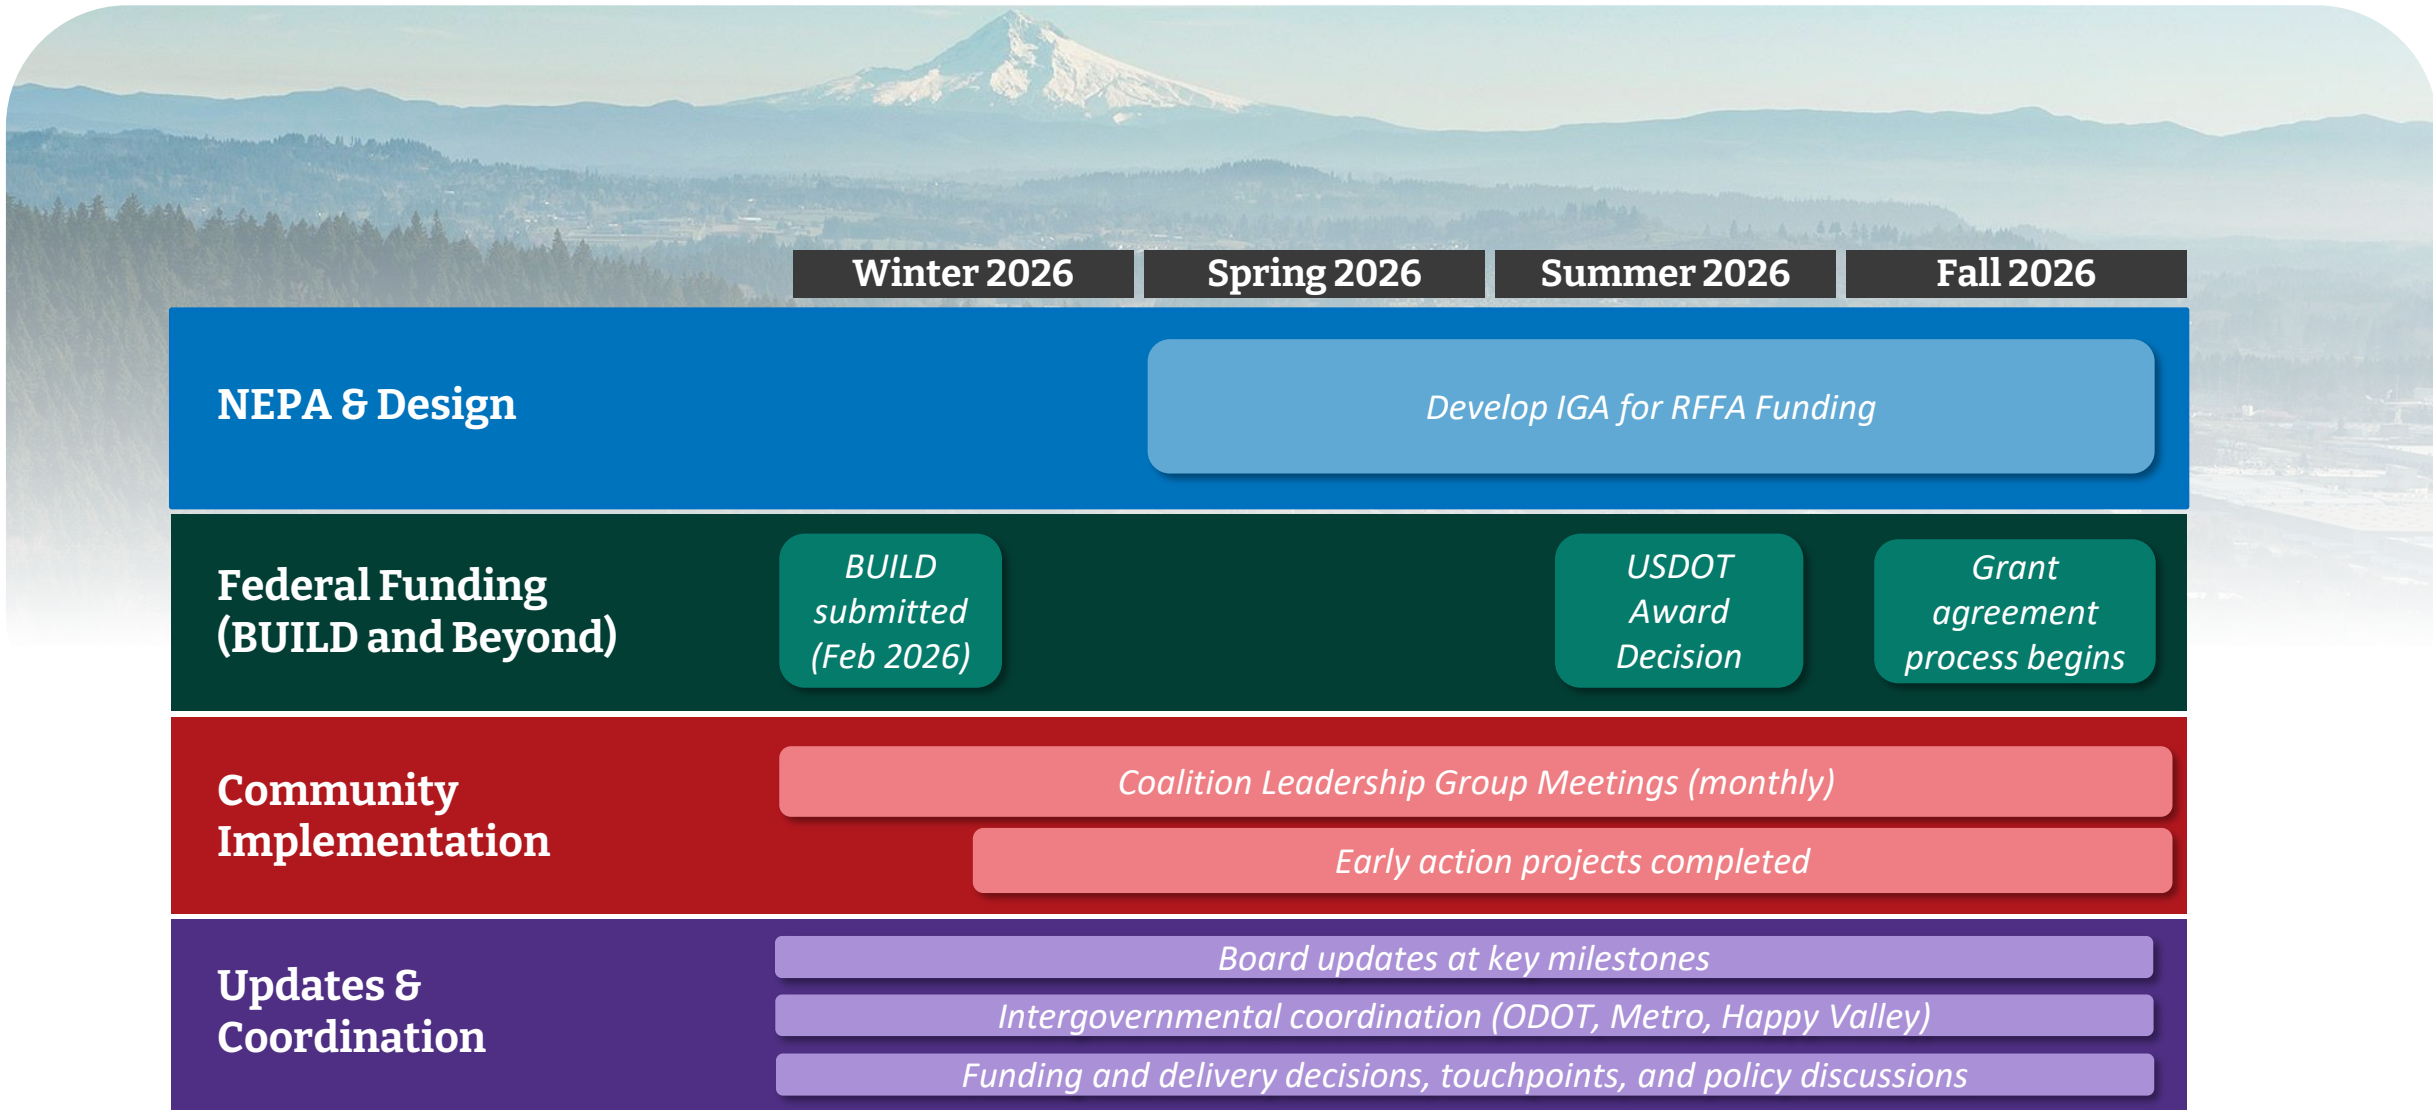 Winter 2026
Spring 2026
Summer 2026
Fall 2026
NEPA & Design
Develop IGA for RFFA Funding
Federal Funding
(BUILD and Beyond)
BUILD
submitted
(Feb 2026)
USDOT
Award
Decision
Grant
agreement
process begins
Community
Implementation
Coalition Leadership Group Meetings (monthly)
Early action projects completed
Updates &
Coordination
Board updates at key milestones
Intergovernmental coordination (ODOT, Metro, Happy Valley)
Funding and delivery decisions, touchpoints, and policy discussions